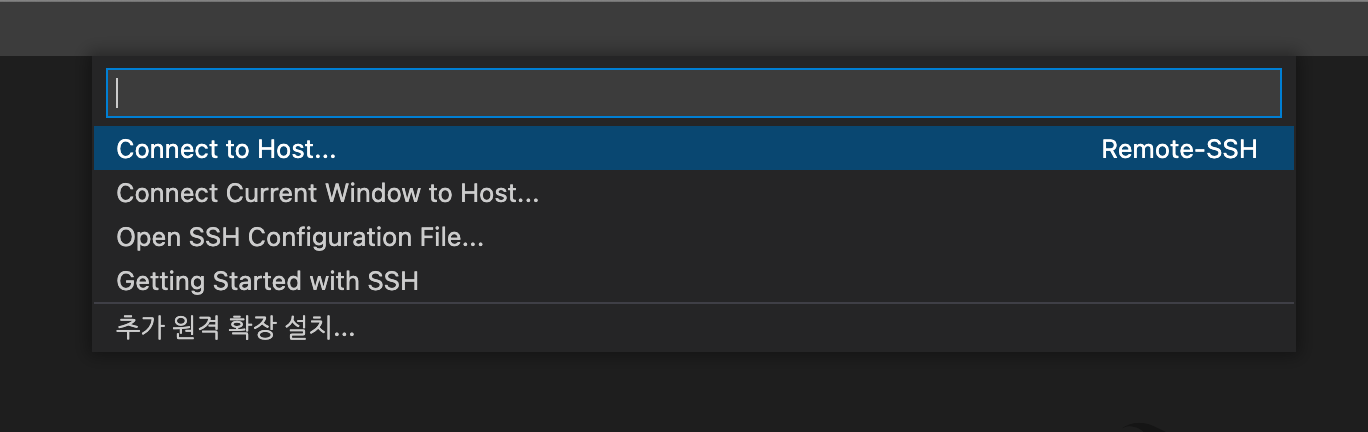 Connect to Host... Remote-SSH
Connect Current Window to Host...
Open SSH Configuration File...
Getting Started with SSH
추가 원격 확장 설치...